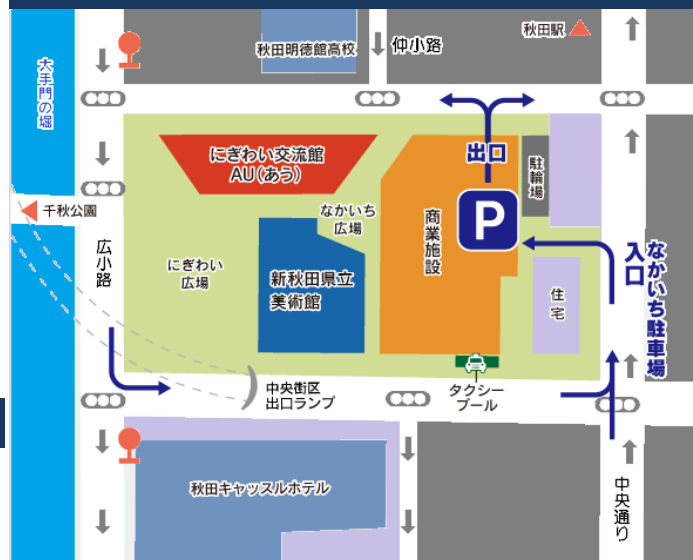 秋田駅
仲小路
秋田明徳館高校
大手門の堀
出口
にぎわい交流館
AU(あう)
駐輪場
千秋公園
なかいち
広場
商業施設
P
広小路
にぎわい
広場
新秋田県立
美術館
住宅
入口
なかいち駐車場
中央街区
出口ランプ
タクシー
プール
秋田キャッスルホテル
中央通り